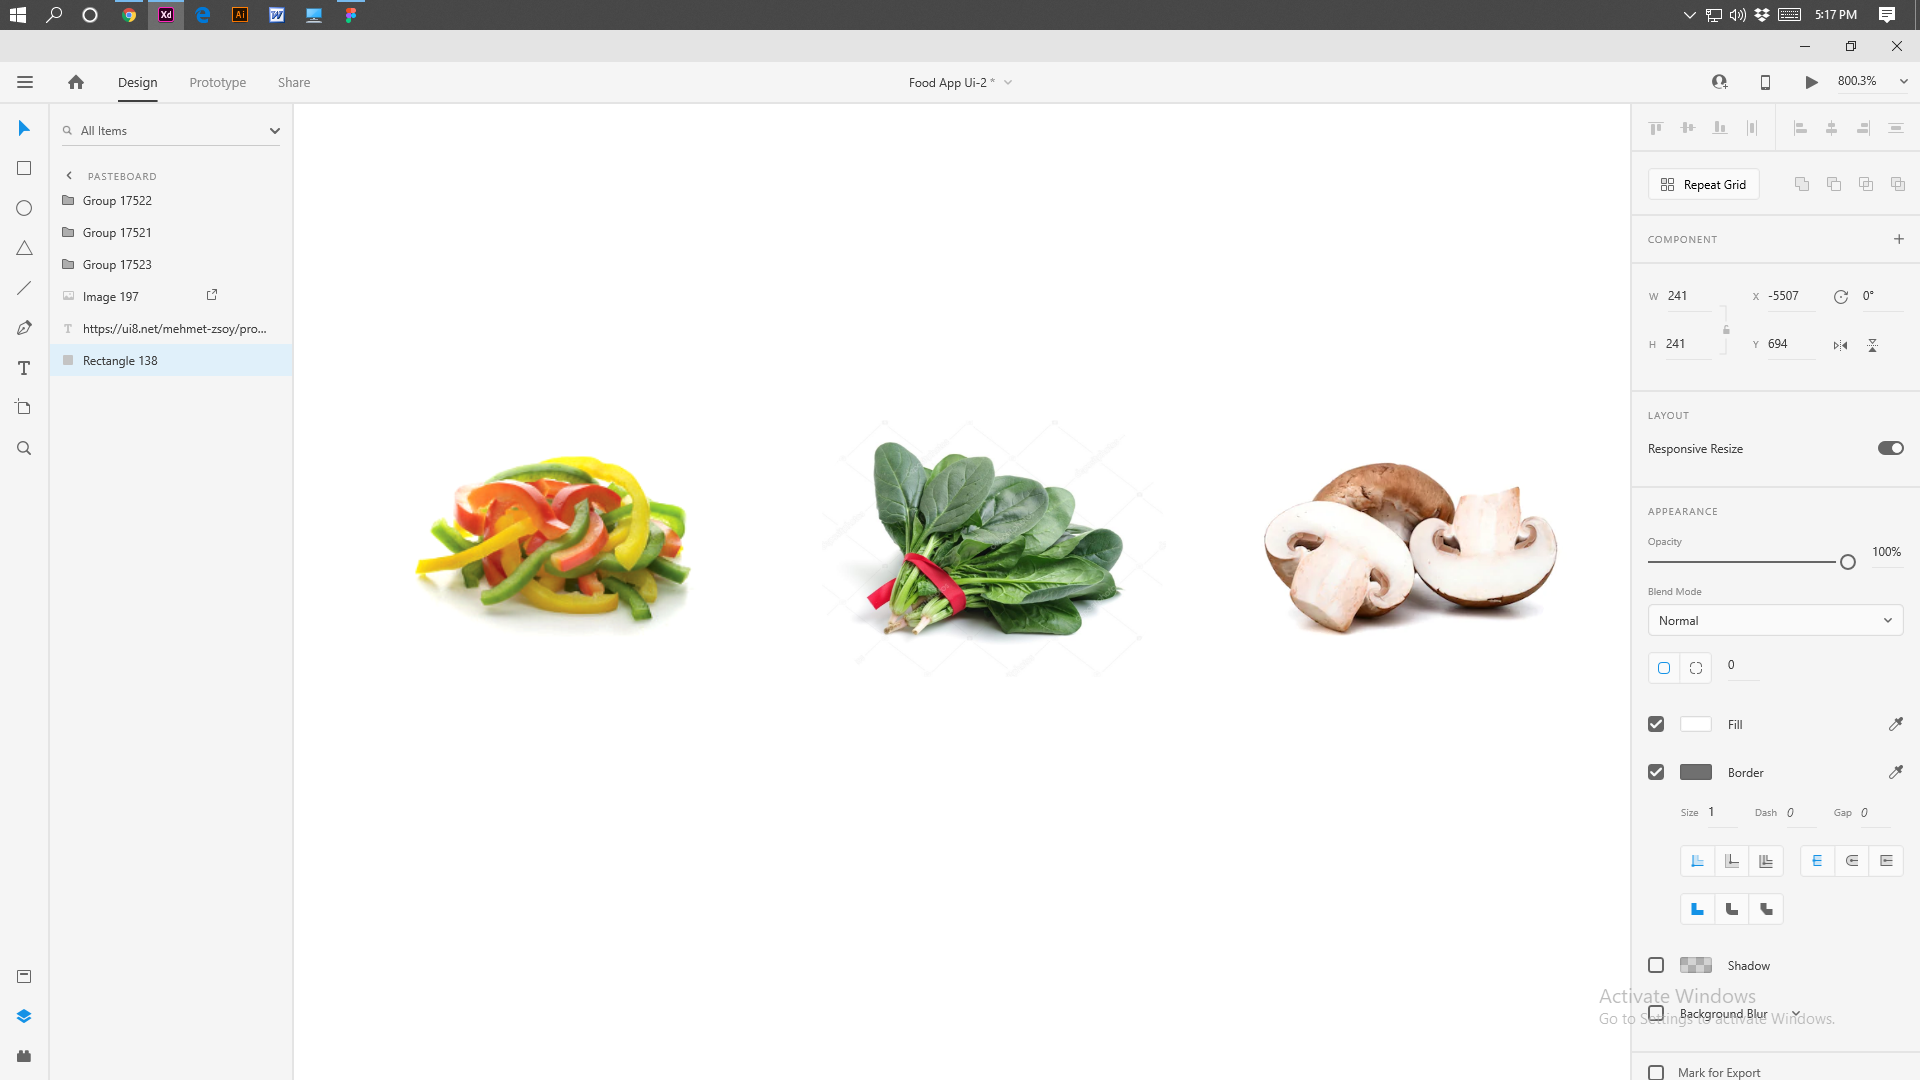 Xd
Ai
W
5:17 PM
Design
Prototype
Share
Food App Ui-2 *
800.3%
All Items
PASTEBOARD
Group 17522
Group 17521
Group 17523
Image 197
T https://ui8.net/mehmet-zsoy/pro...
Rectangle 138
Repeat Grid
COMPONENT
W 241
X -5507
0°
H 241
Y 694
LAYOUT
Responsive Resize
APPEARANCE
Opacity
100%
Blend Mode
Normal
0
Fill
Border
Size 1
Dash 0
Gap 0
Shadow
Activate Windows
Background Blur
Go to Settings to activate Windows.
Mark for Export